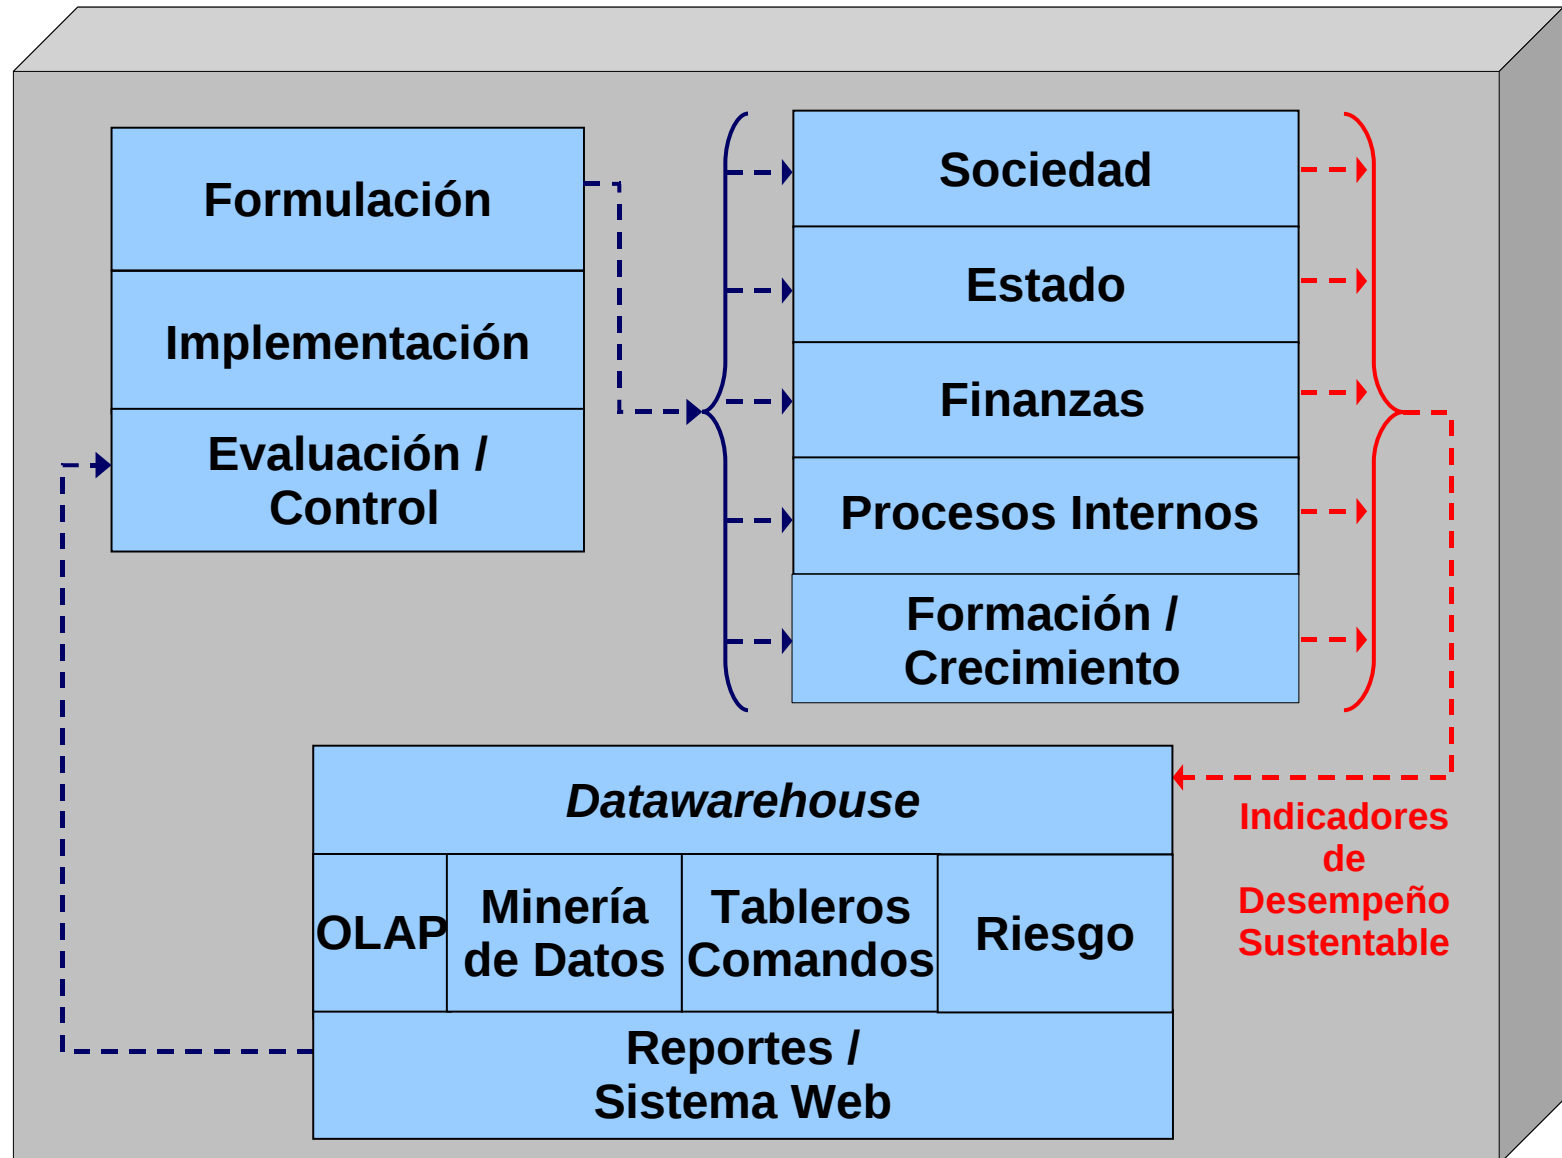 Formulación
Implementación
Evaluación /
Control
Sociedad
Estado
Finanzas
Procesos Internos
Formación /
Crecimiento
Datawarehouse
OLAP
Minería
de Datos
Tableros
Comandos
Riesgo
Reportes /
Sistema Web
Indicadores
de
Desempeño
Sustentable